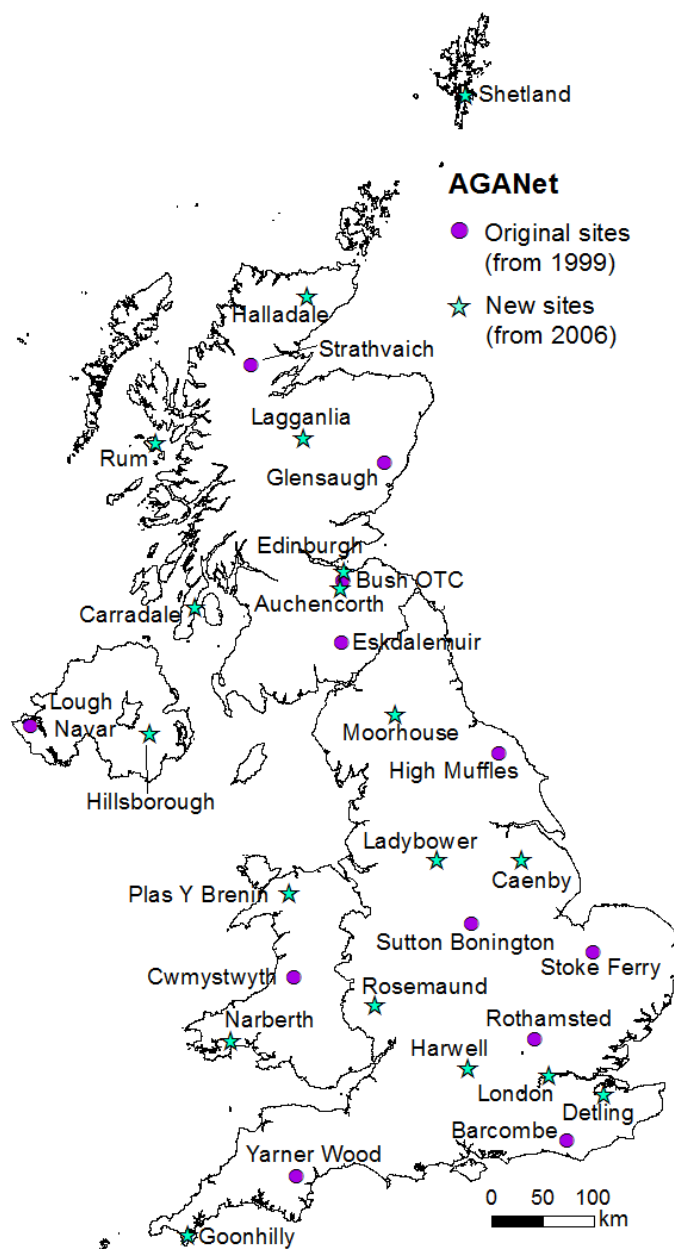 Shetland
AGANet
Original sites
(from 1999)
New sites
(from 2006)
Halladale
Strathvaich
Lagganlia
Rum
Glensaugh
Edinburgh
Bush OTC
Auchencorth
Carradale
Eskdalemuir
Lough
Navar
Moorhouse
High Muffles
Hillsborough
Ladybower
Caenby
Plas Y Brenin
Sutton Bonington
Stoke Ferry
Cwmystwyth
Rosemaund
Narberth
Rothamsted
Harwell
London
Detling
Barcombe
Yarner Wood
0 50 100
km
Goonhilly